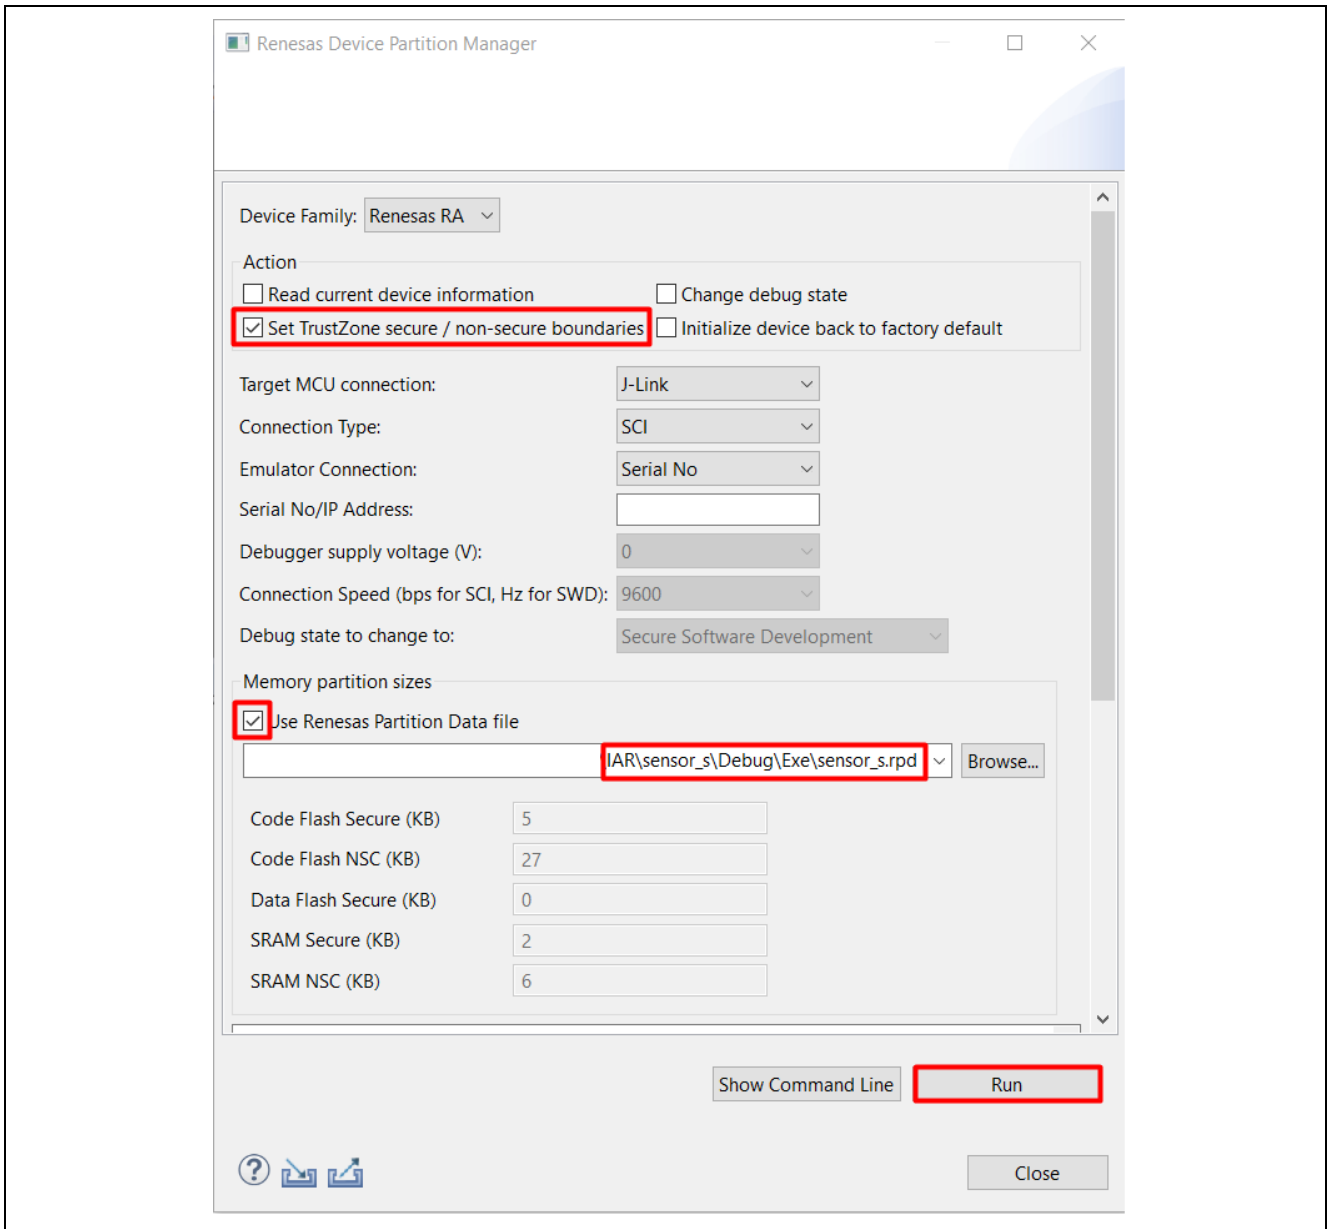 Renesas Device Partition Manager
Device Family: Renesas RA
Action
Read current device information
Change debug state
Set TrustZone secure / non-secure boundaries
Initialize device back to factory default
Target MCU connection: J-Link
Connection Type: SCI
Emulator Connection: Serial No
Serial No/IP Address:
Debugger supply voltage (V): 0
Connection Speed (bps for SCI, Hz for SWD): 9600
Debug state to change to: Secure Software Development
Memory partition sizes
Use Renesas Partition Data file
IAR\sensor_s\Debug\Exe\sensor_s.rpd Browse...
Code Flash Secure (KB) 5
Code Flash NSC (KB) 27
Data Flash Secure (KB) 0
SRAM Secure (KB) 2
SRAM NSC (KB) 6
Show Command Line Run
? Close